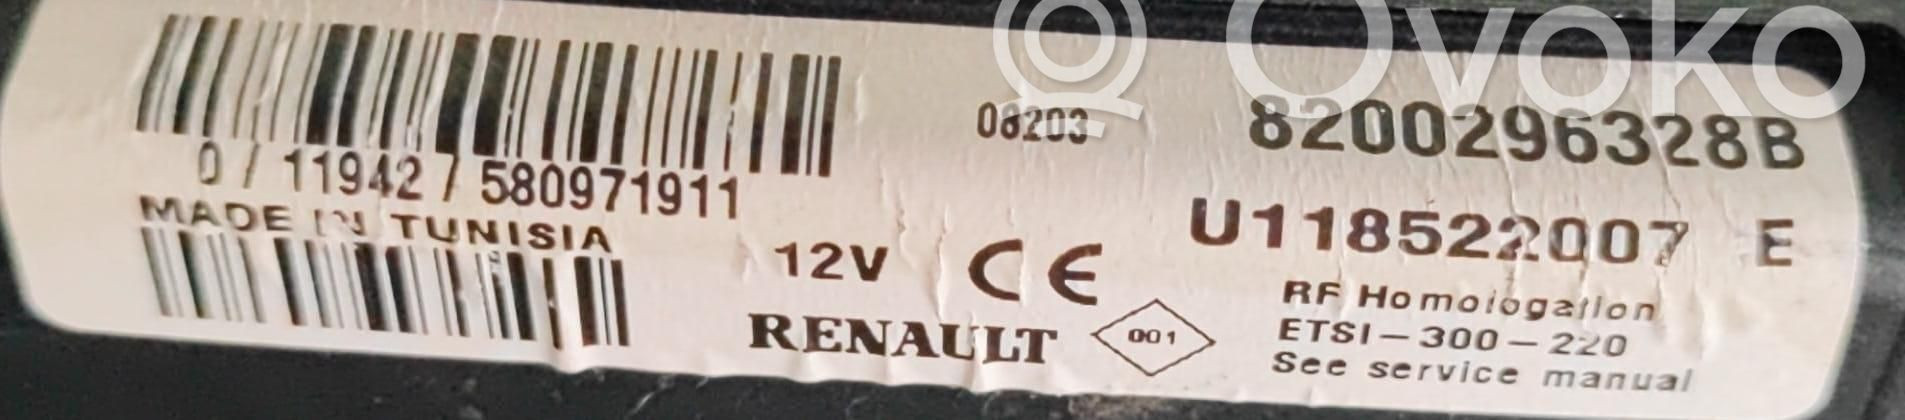 Ovoko
08203
8200296328B
0 / 11942 / 580971911
MADE IN TUNISIA
U118522007 E
12V CE
RENAULT 001
RF Homologation
ETSI-300-220
See service manual